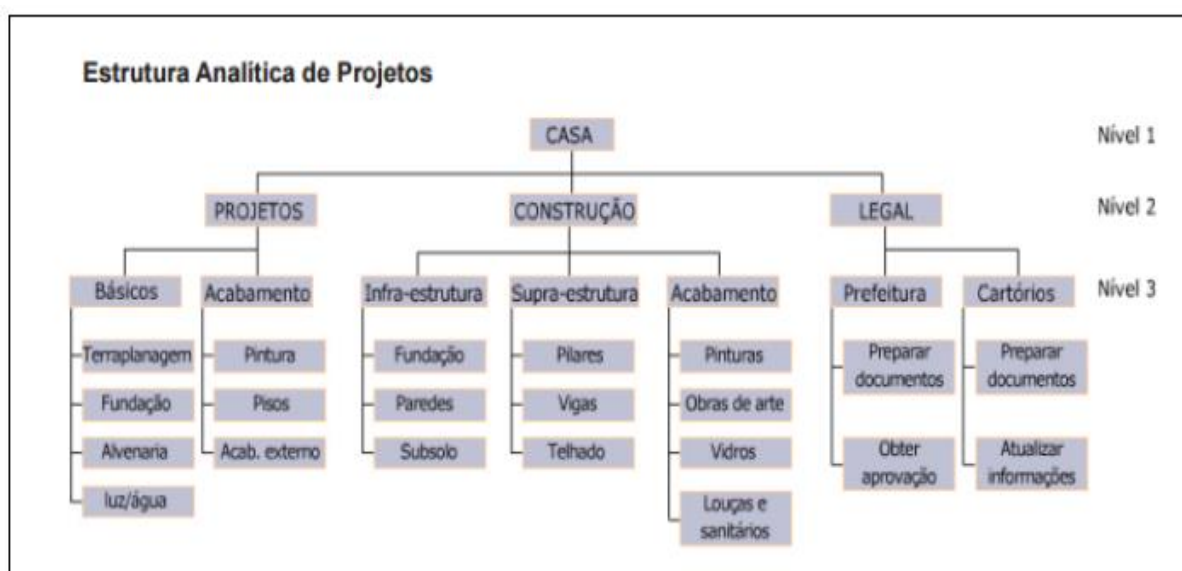 Estrutura Analítica de Projetos
CASA
Nível 1
PROJETOS
CONSTRUÇÃO
LEGAL
Nível 2
Básicos
Acabamento
Infra-estrutura
Supra-estrutura
Acabamento
Prefeitura
Cartórios
Nível 3
Terraplanagem
Pintura
Fundação
Pilares
Pinturas
Preparar
documentos
Preparar
documentos
Fundação
Pisos
Paredes
Vigas
Obras de arte
Alvenaria
Acab. externo
Subsolo
Telhado
Vidros
Obter
aprovação
Atualizar
informações
luz/água
Louças e
sanitários